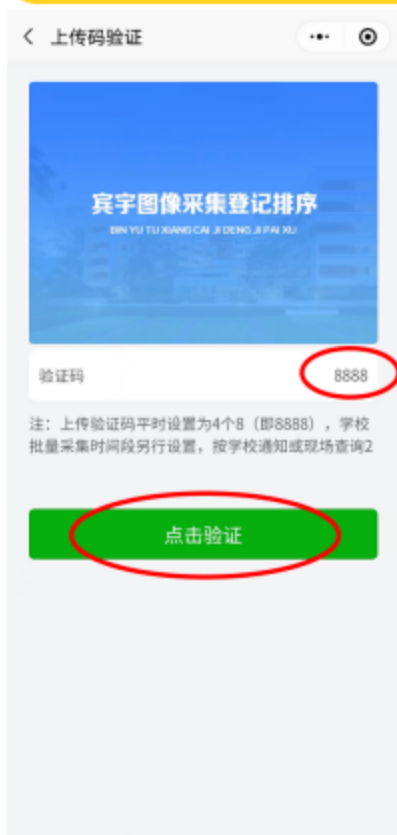 上传码验证
宾宇图像采集登记排序
BIN YU TU XIANG CAI JI DENG JI PAI XU
验证码
8888
注：上传验证码平时设置为4个8（即8888），学校
批量采集时间段另行设置，按学校通知或现场查询2
点击验证